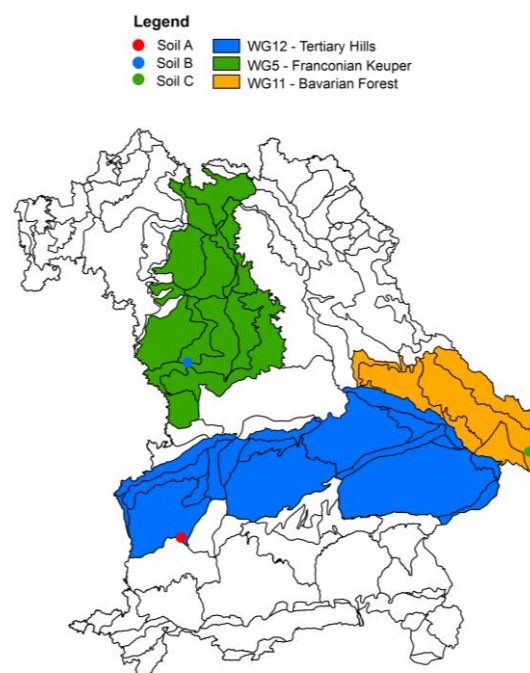 Legend
Soil A WG12 - Tertiary Hills
Soil B WG5 - Franconian Keuper
Soil C WG11 - Bavarian Forest